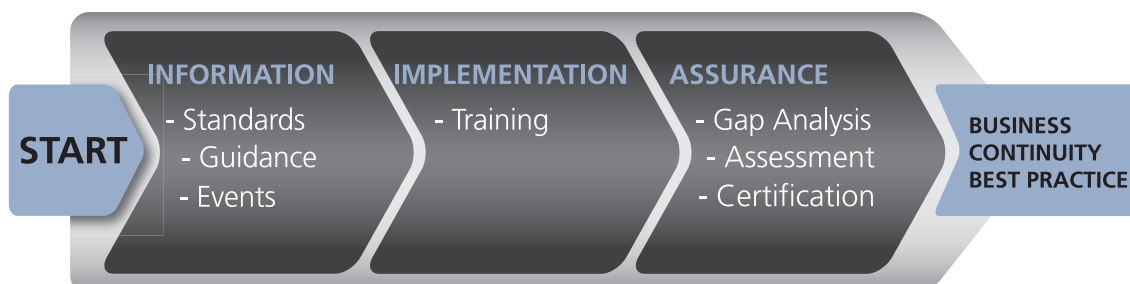 START
INFORMATION
- Standards
- Guidance
- Events
IMPLEMENTATION
- Training
ASSURANCE
- Gap Analysis
- Assessment
- Certification
BUSINESS
CONTINUITY
BEST PRACTICE